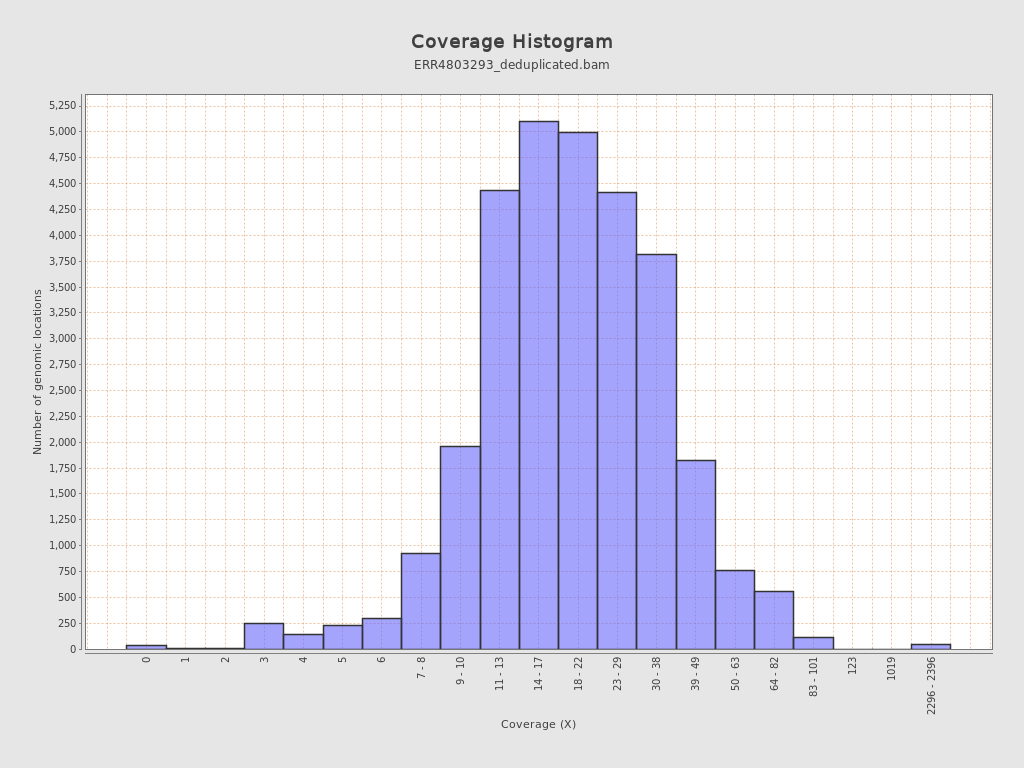 Coverage Histogram
ERR4803293_deduplicated.bam
5,250
5,000
4,750
4,500
4,250
4,000
3,750
3,500
3,250
3,000
2,750
2,500
2,250
2,000
1,750
1,500
1,250
1,000
750
500
250
0
Number of genomic locations
0
1
2
3
4
5
6
7 - 8
9 - 10
11 - 13
14 - 17
18 - 22
23 - 29
30 - 38
39 - 49
50 - 63
64 - 82
83 - 101
123
1019
2296 - 2396
Coverage (X)